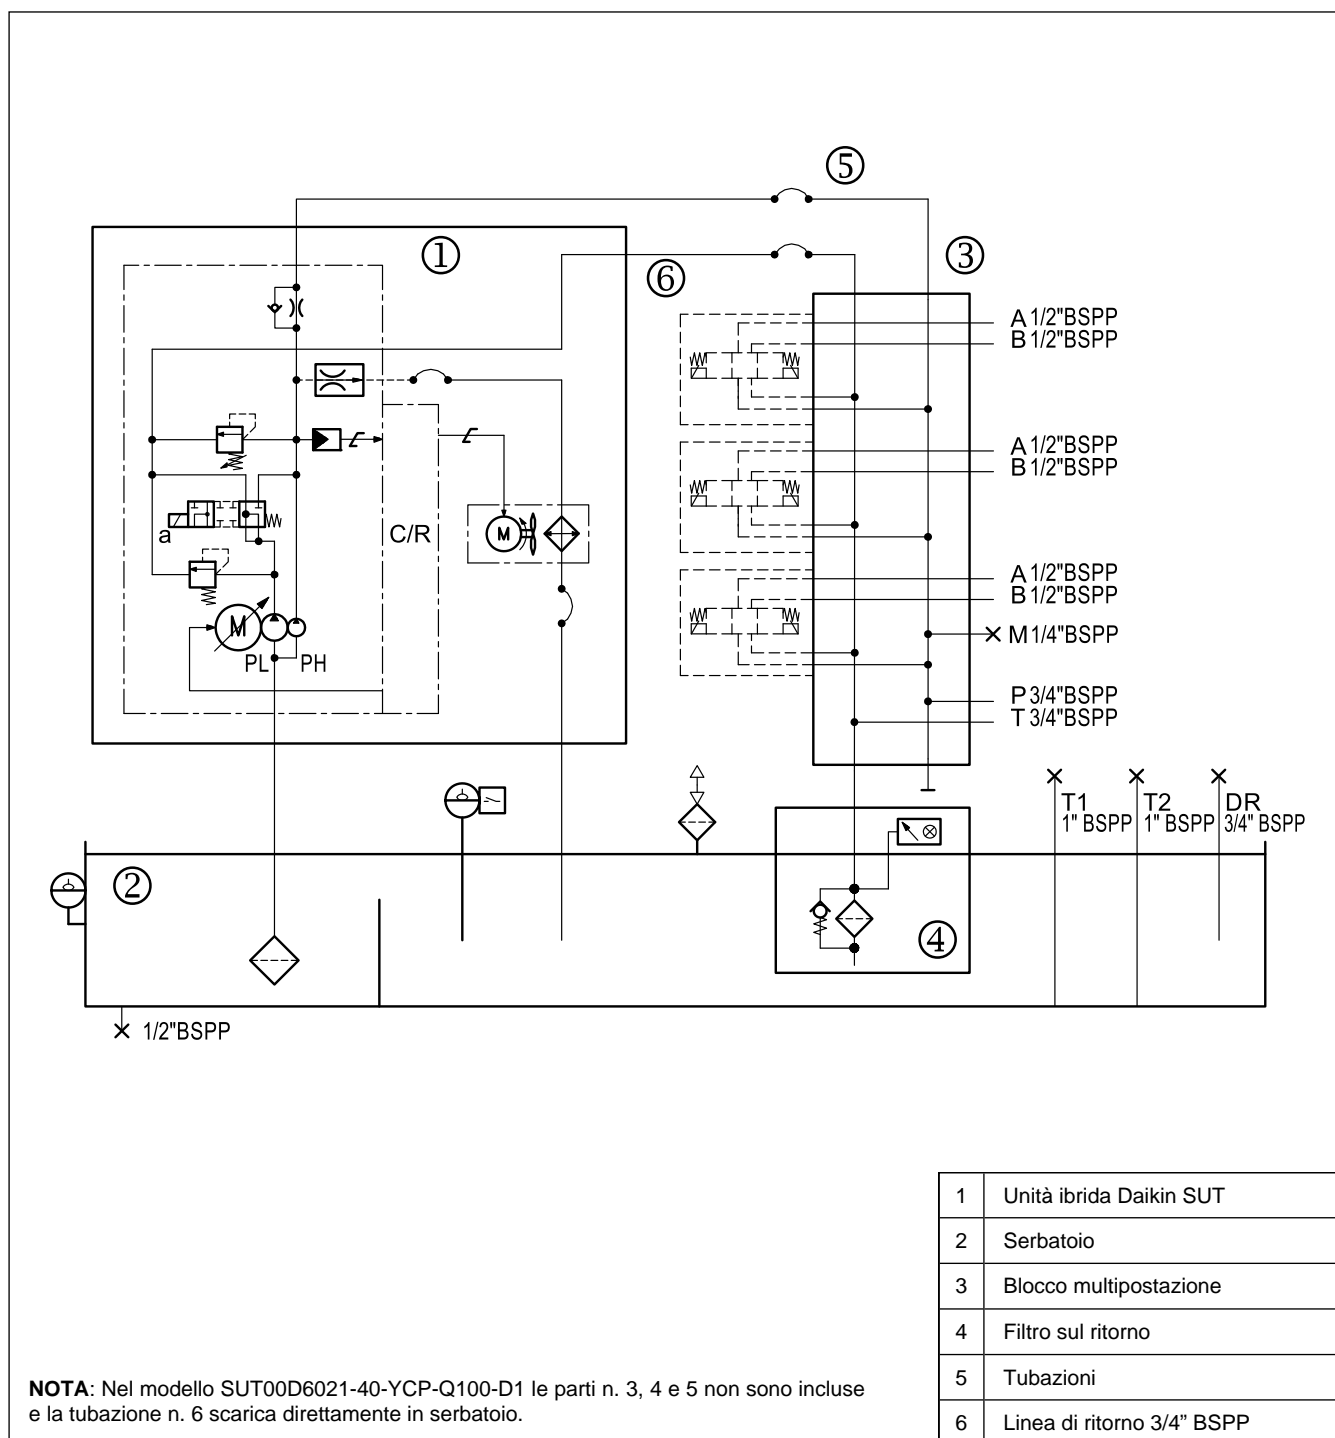 ⑤
①
③
⑥
A 1/2"BSPP
B 1/2"BSPP
A 1/2"BSPP
B 1/2"BSPP
a
C/R
M
A 1/2"BSPP
B 1/2"BSPP
M
M 1/4"BSPP
PL
PH
P 3/4"BSPP
T 3/4"BSPP
T1
1" BSPP
T2
1" BSPP
DR
3/4" BSPP
②
④
1/2"BSPP
1 Unità ibrida Daikin SUT
2 Serbatoio
3 Blocco multipostazione
4 Filtro sul ritorno
5 Tubazioni
6 Linea di ritorno 3/4” BSPP
NOTA: Nel modello SUT00D6021-40-YCP-Q100-D1 le parti n. 3, 4 e 5 non sono incluse
e la tubazione n. 6 scarica direttamente in serbatoio.